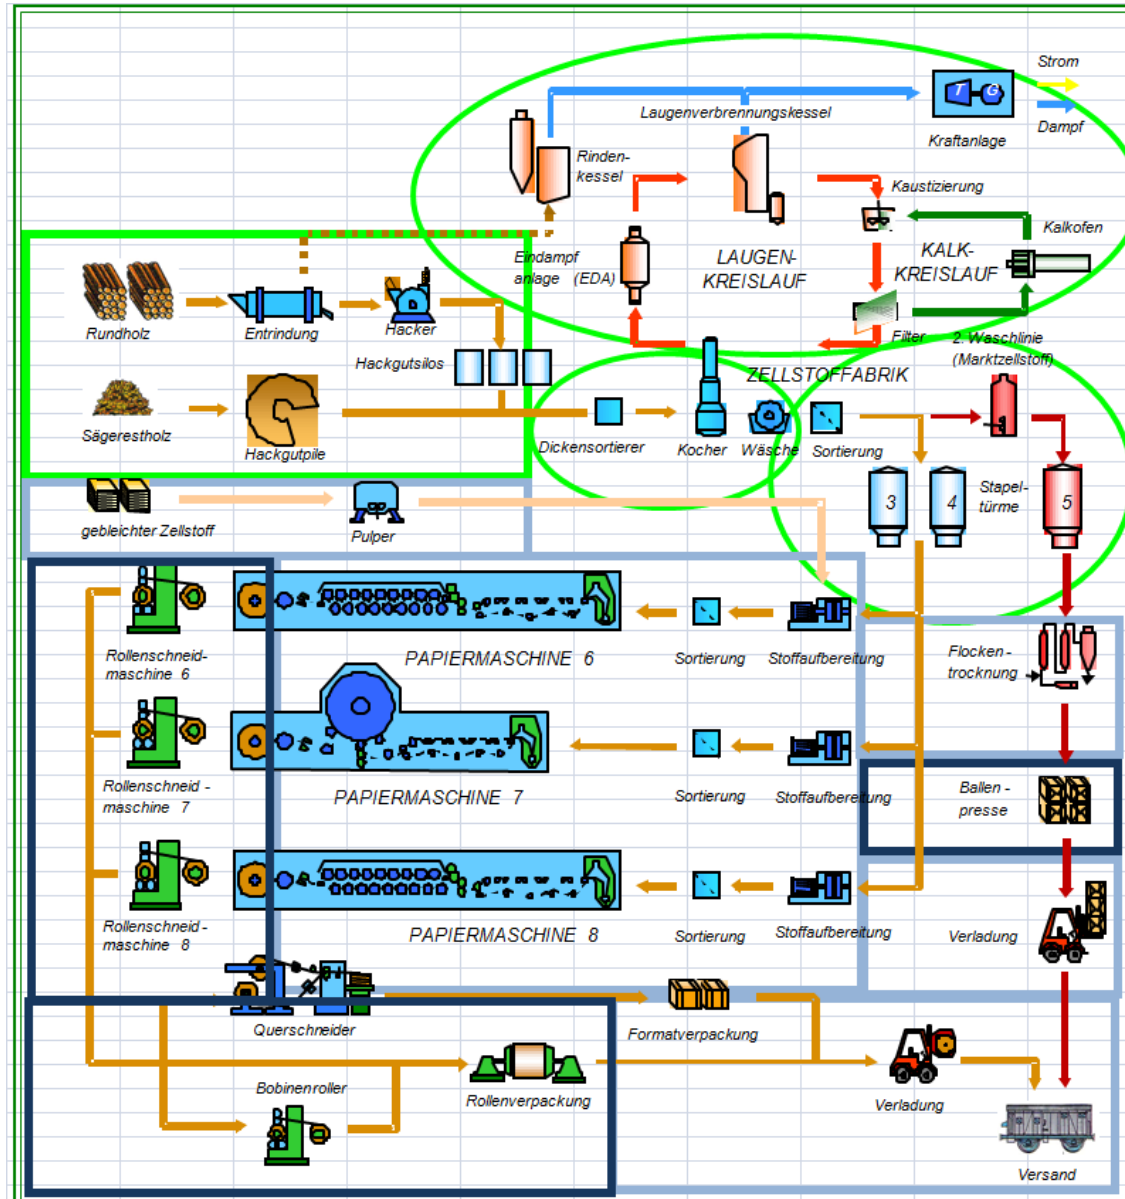 Strom
Laugenverbrennungskessel
T G
Dampf
Kraftanlage
Rinden-
kessel
Kaustizierung
Kalkofen
Eindampf
anlage (EDA)
LAUGEN-
KREISLAUF
KALK-
KREISLAUF
Rundholz
Entrindung
Hacker
Filter
2. Waschlinie
(Marktzellstoff)
Hackgutsilos
ZELLSTOFFABRIK
Sägerestholz
Hackgutpile
Dickensortierer
Kocher
Wäsche
Sortierung
3
4
Stapel-
türme
5
gebleichter Zellstoff
Pulper
Rollenschneid-
maschine 6
PAPIERMASCHINE 6
Sortierung
Stoffaufbereitung
Flocken-
trocknung
Rollenschneid -
maschine 7
PAPIERMASCHINE 7
Sortierung
Stoffaufbereitung
Ballen -
presse
Rollenschneid -
maschine 8
PAPIERMASCHINE 8
Sortierung
Stoffaufbereitung
Verladung
Querschneider
Formatverpackung
Bobinenroller
Rollenverpackung
Verladung
Versand